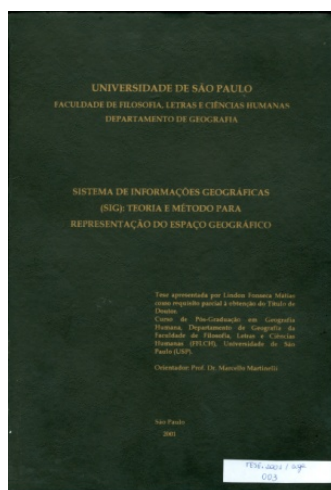 UNIVERSIDADE DE SÃO PAULO
FACULDADE DE FILOSOFIA, LETRAS E CIÊNCIAS HUMANAS
DEPARTAMENTO DE GEOGRAFIA
SISTEMA DE INFORMAÇÕES GEOGRÁFICAS
(SIG): TEORIA E MÉTODO PARA
REPRESENTAÇÃO DO ESPAÇO GEOGRÁFICO
Tese apresentada por Lindon Fonseca Matias
como requisito parcial à obtenção do Título de
Doutor.
Curso de Pós-Graduação em Geografia
Humana, Departamento de Geografia da
Faculdade de Filosofia, Letras e Ciências
Humanas (FFLCH), Universidade de São
Paulo (USP).
Orientador: Prof. Dr. Marcello Martinelli
São Paulo
2001
003